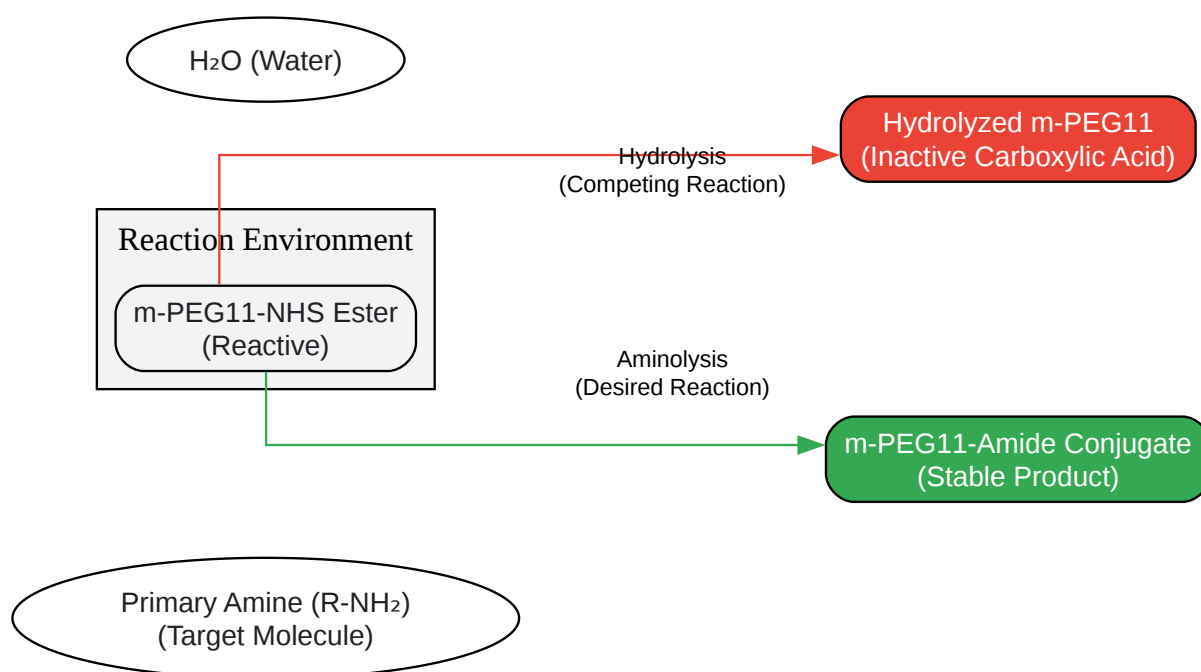 H₂O (Water)
Hydrolyzed m-PEG11
(Inactive Carboxylic Acid)
Hydrolysis
(Competing Reaction)
Reaction Environment
m-PEG11-NHS Ester
(Reactive)
Aminolysis
(Desired Reaction)
m-PEG11-Amide Conjugate
(Stable Product)
Primary Amine (R-NH₂)
(Target Molecule)